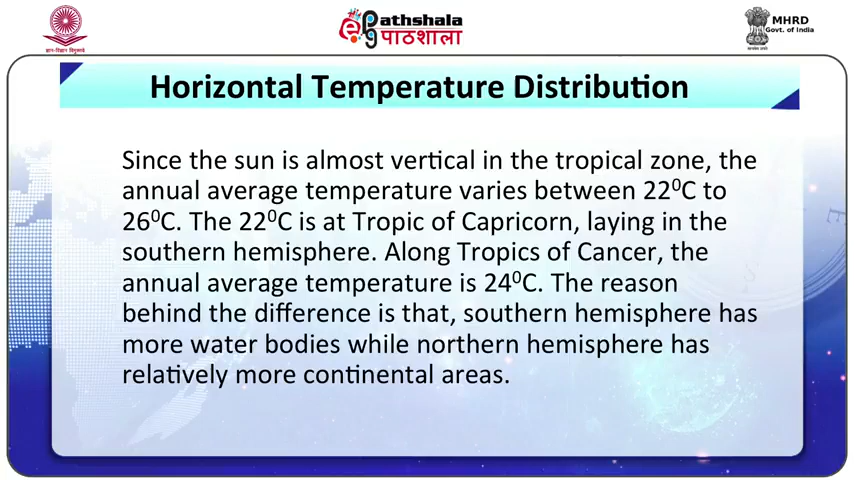 ज्ञान-विज्ञान विमुक्तये
ePathshala
पाठशाला
MHRD
Govt. of India
Horizontal Temperature Distribution
Since the sun is almost vertical in the tropical zone, the
annual average temperature varies between 22⁰C to
26⁰C. The 22⁰C is at Tropic of Capricorn, laying in the
southern hemisphere. Along Tropics of Cancer, the
annual average temperature is 24⁰C. The reason
behind the difference is that, southern hemisphere has
more water bodies while northern hemisphere has
relatively more continental areas.